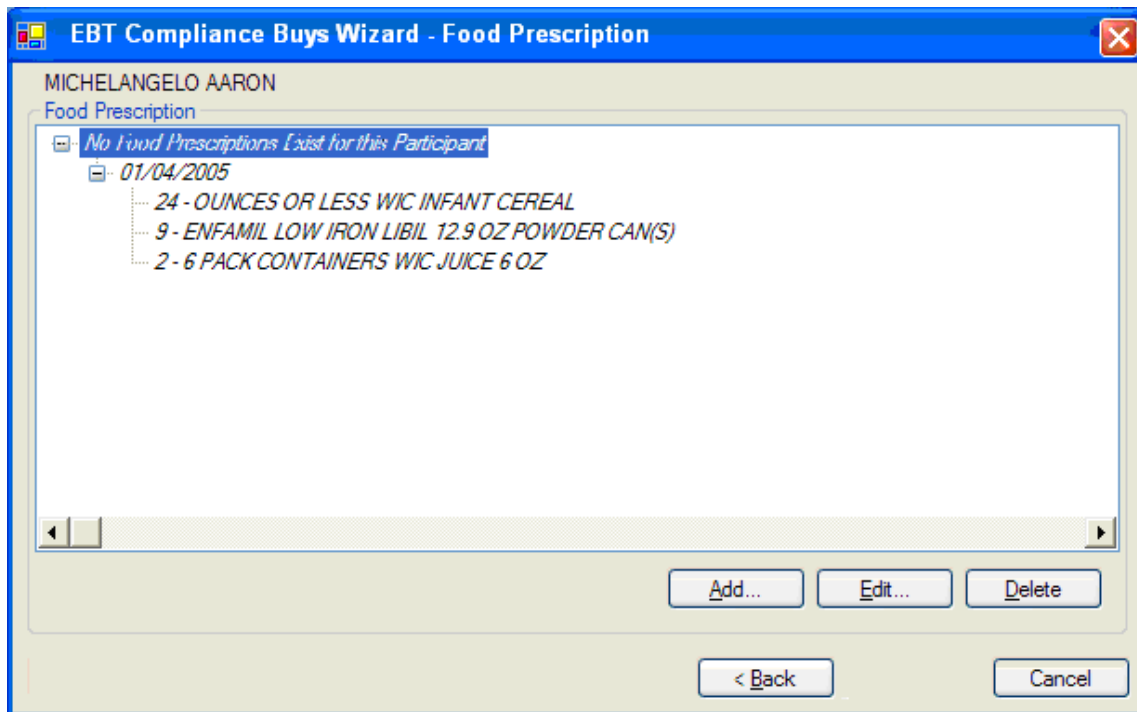 EBT Compliance Buys Wizard - Food Prescription
MICHELANGELO AARON
Food Prescription
No Food Prescriptions Exist for this Participant
01/04/2005
24 - OUNCES OR LESS WIC INFANT CEREAL
9 - ENFAMIL LOW IRON LIBIL 12.9 OZ POWDER CAN(S)
2 - 6 PACK CONTAINERS WIC JUICE 6 OZ
Add... Edit... Delete
< Back Cancel